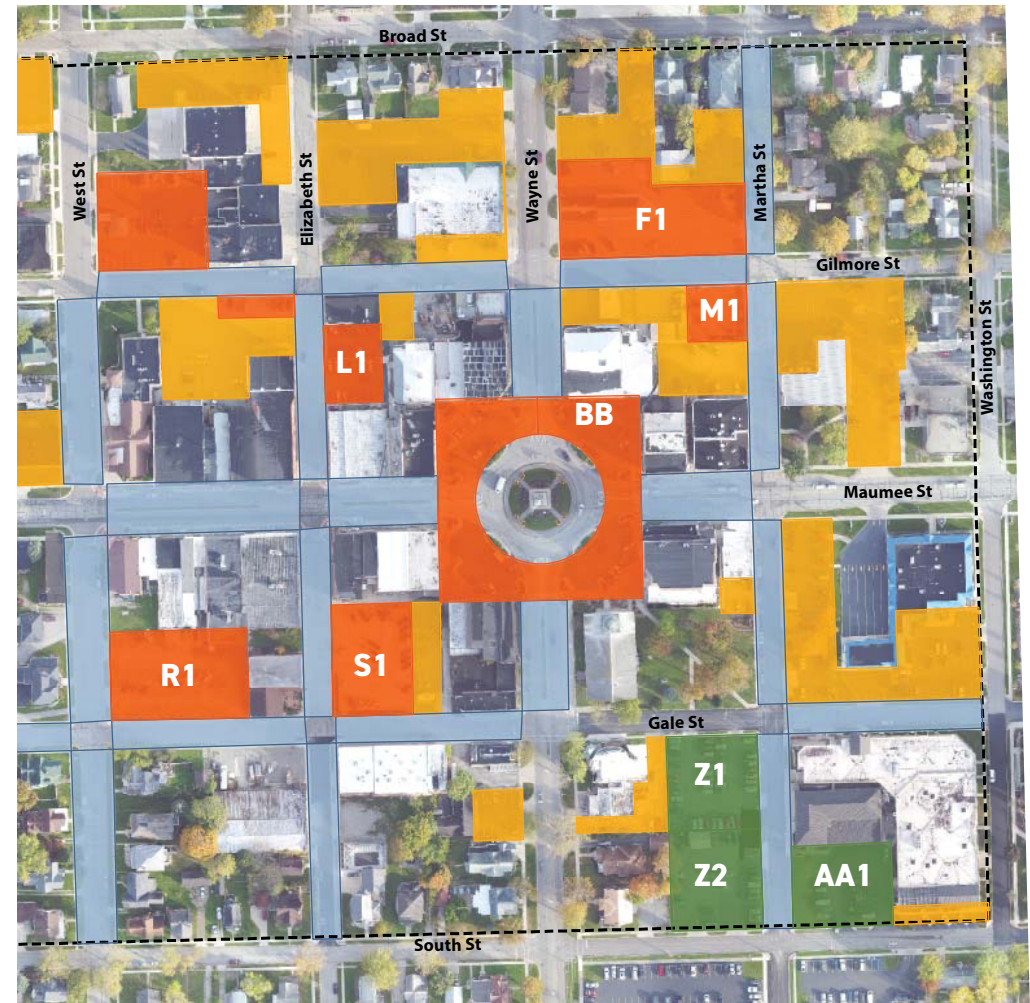 Broad St
West St
Elizabeth St
Wayne St
Martha St
F1
Gilmore St
M1
L1
Washington St
BB
Maumee St
R1
S1
Gale St
Z1
Z2
AA1
South St